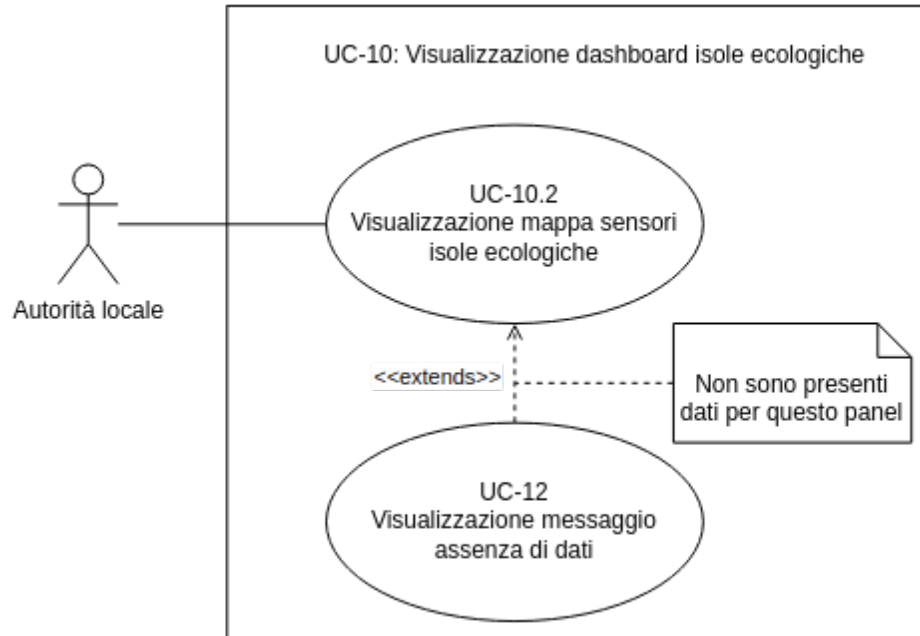 UC-10: Visualizzazione dashboard isole ecologiche
UC-10.2
Visualizzazione mappa sensori
isole ecologiche
Autorità locale
<<extends>>
Non sono presenti
dati per questo panel
UC-12
Visualizzazione messaggio
assenza di dati